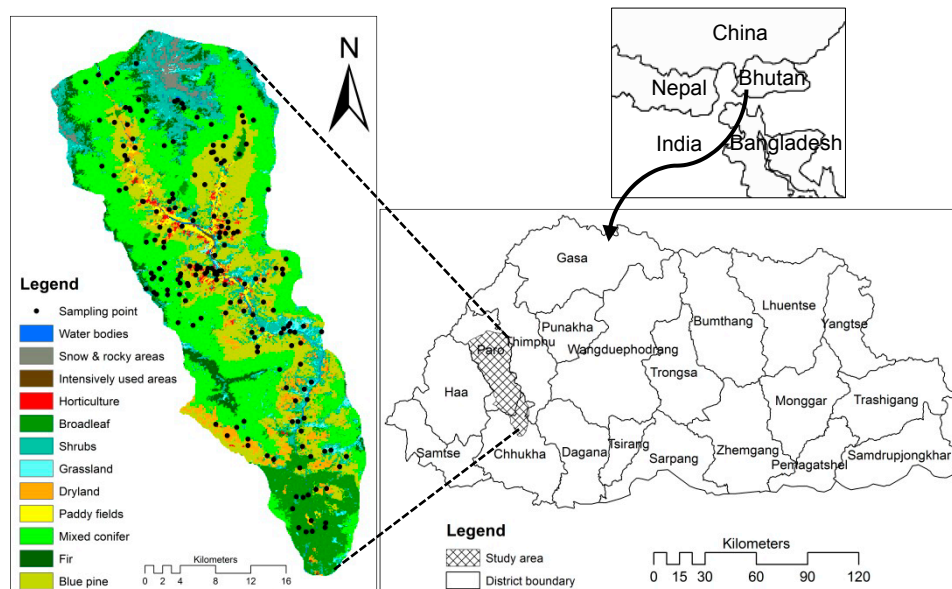 N
Legend
Sampling point
Water bodies
Snow & rocky areas
Intensively used areas
Horticulture
Broadleaf
Shrubs
Grassland
Dryland
Paddy fields
Mixed conifer
Fir
Blue pine
Kilometers
0 2 4 8 12 16
China
Nepal
Bhutan
India
Bangladesh
Gasa
Punakha
Thimphu
Paro
Wangduephodrang
Bumthang
Lhuentse
Yangtse
Trongsa
Haa
Monggar
Trashigang
Samtse
Chhukha
Dagana
Tsirang
Sarpang
Zhemgang
Pemagatshel
Samdrupjongkhar
Legend
Study area
District boundary
Kilometers
0 15 30 60 90 120